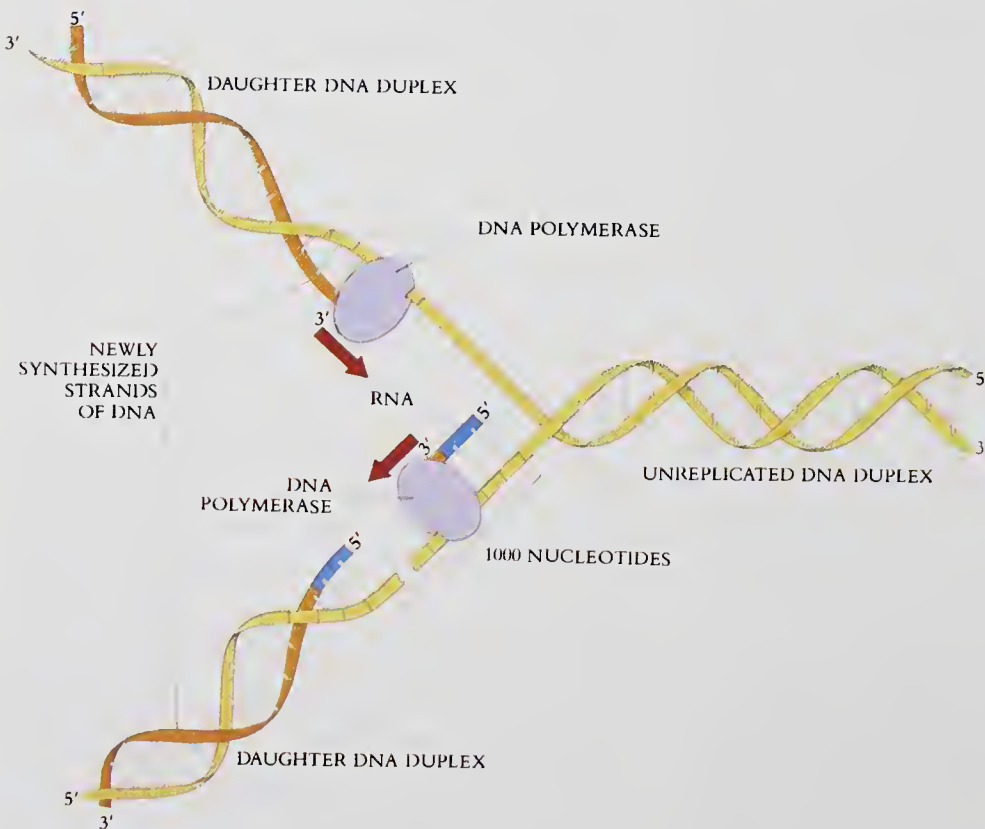 5′
3′
DAUGHTER DNA DUPLEX
DNA POLYMERASE
3′
NEWLY
SYNTHESIZED
STRANDS
OF DNA
RNA
5′
5
3′
3
UNREPLICATED DNA DUPLEX
DNA
POLYMERASE
5′
1000 NUCLEOTIDES
DAUGHTER DNA DUPLEX
5′
3′